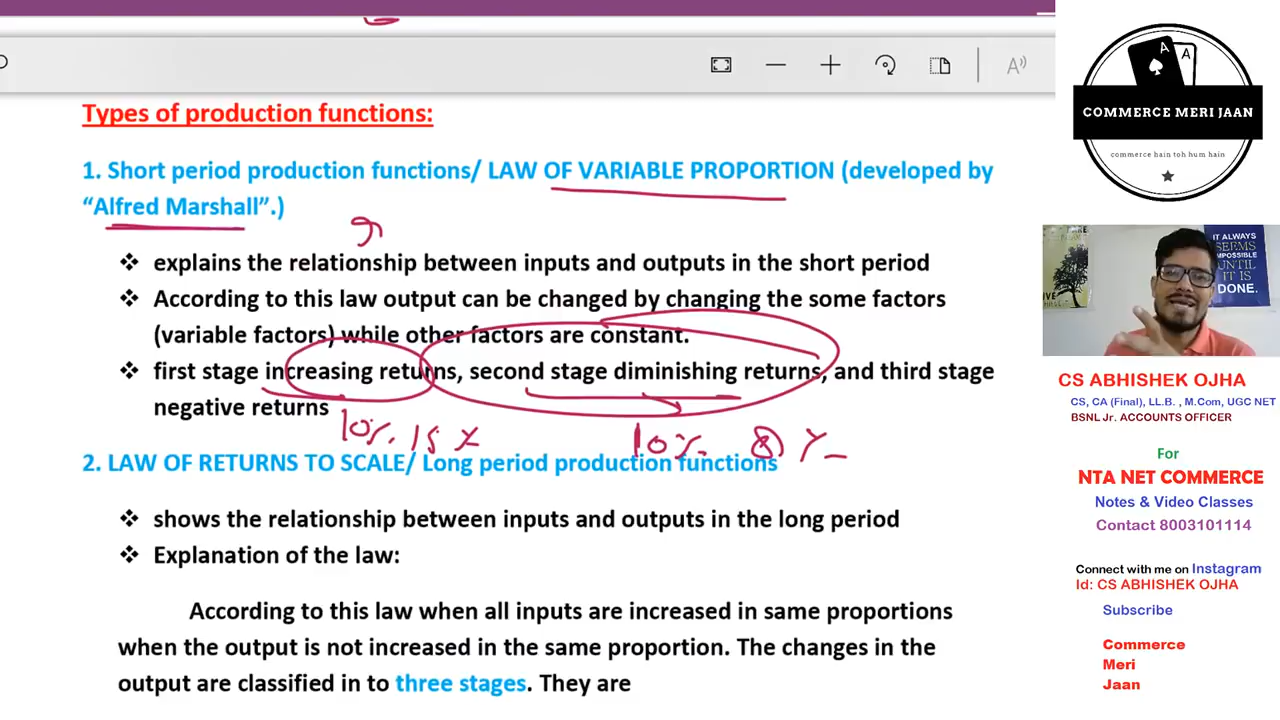 Types of production functions:
1. Short period production functions/ LAW OF VARIABLE PROPORTION (developed by
“Alfred Marshall”.)
❖ explains the relationship between inputs and outputs in the short period
❖ According to this law output can be changed by changing the some factors
(variable factors) while other factors are constant.
❖ first stage increasing returns, second stage diminishing returns, and third stage
negative returns
10%. 15 %
10%. 8 %
2. LAW OF RETURNS TO SCALE/ Long period production functions
❖ shows the relationship between inputs and outputs in the long period
❖ Explanation of the law:
According to this law when all inputs are increased in same proportions
when the output is not increased in the same proportion. The changes in the
output are classified in to three stages. They are
A A
COMMERCE MERI JAAN
commerce hain toh hum hain
IT ALWAYS
SEEMS
IMPOSSIBLE
UNTIL
IT IS
DONE.
CS ABHISHEK OJHA
CS, CA (Final), LL.B. , M.Com, UGC NET
BSNL Jr. ACCOUNTS OFFICER
For
NTA NET COMMERCE
Notes & Video Classes
Contact 8003101114
Connect with me on Instagram
Id: CS ABHISHEK OJHA
Subscribe
Commerce
Meri
Jaan